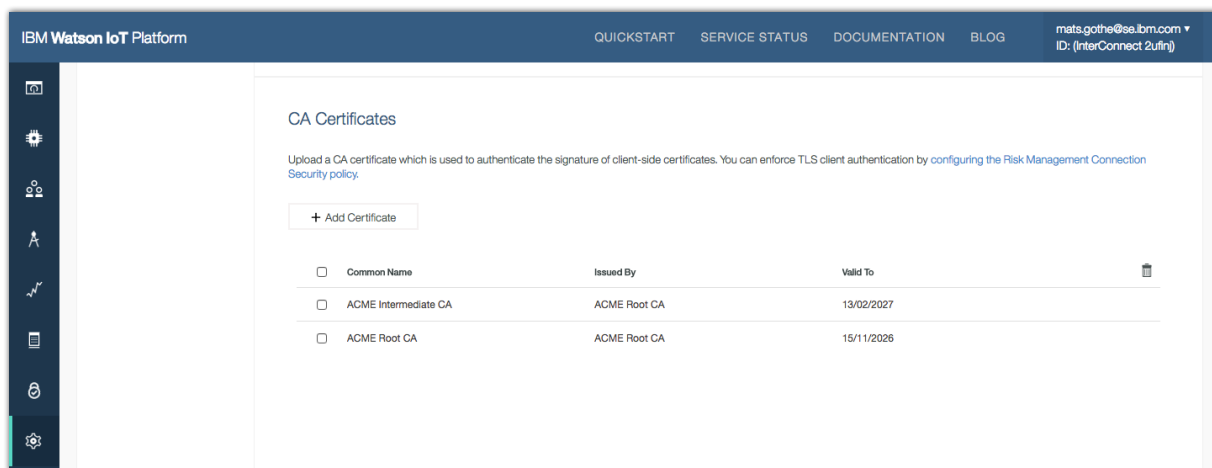 IBM Watson IoT Platform
QUICKSTART SERVICE STATUS DOCUMENTATION BLOG
mats.gothe@se.ibm.com ▾
ID: (InterConnect 2ufinj)
CA Certificates
Upload a CA certificate which is used to authenticate the signature of client-side certificates. You can enforce TLS client authentication by configuring the Risk Management Connection
Security policy.
+ Add Certificate
Common Name Issued By Valid To
ACME Intermediate CA ACME Root CA 13/02/2027
ACME Root CA ACME Root CA 15/11/2026